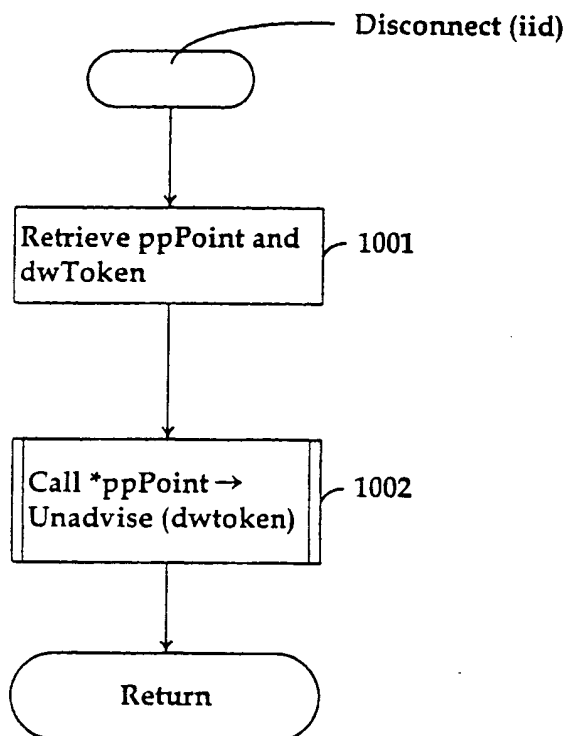 Disconnect (iid)
Retrieve ppPoint and
dwToken
1001
Call *ppPoint →
Unadvise (dwtoken)
1002
Return